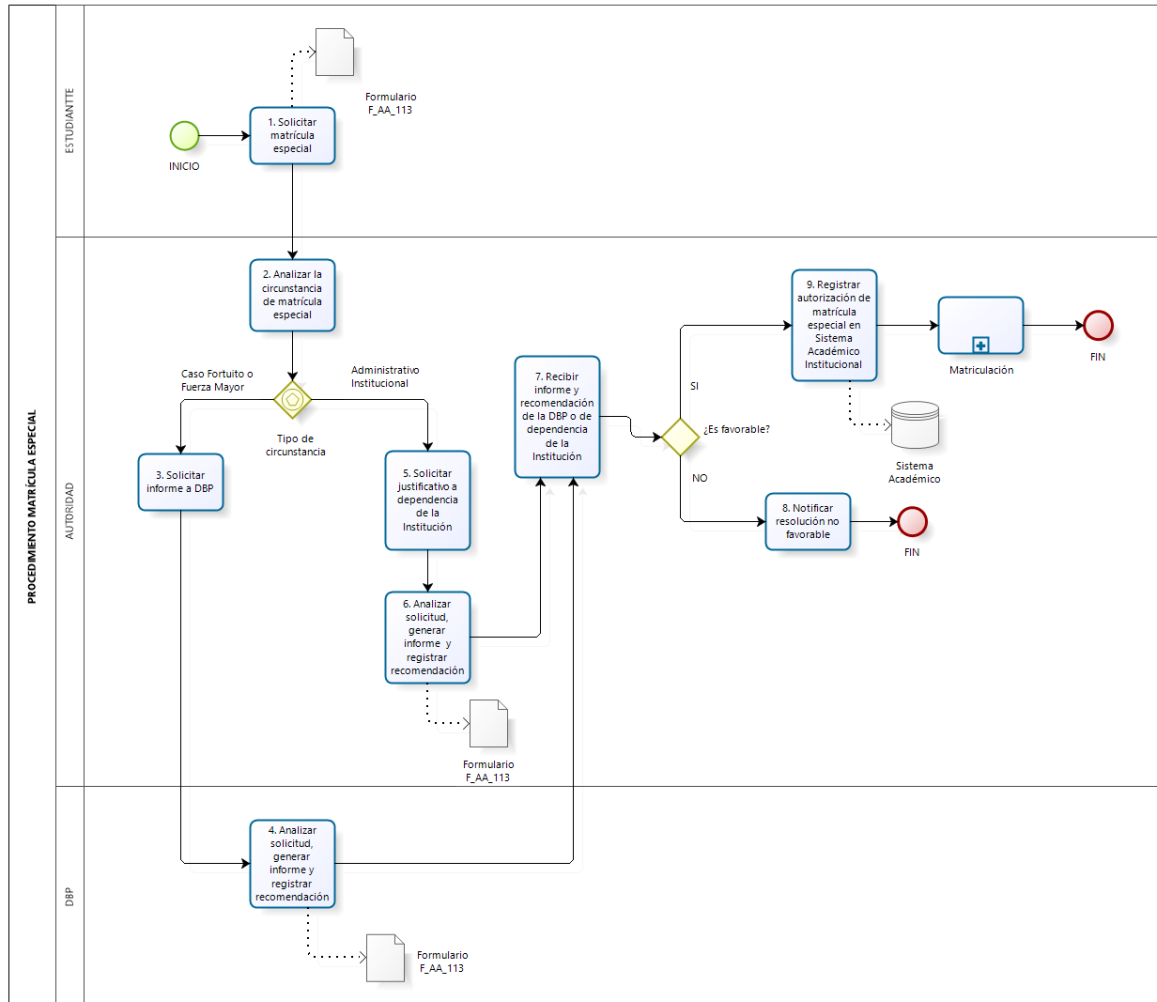 PROCEDIMENTO MATRÍCULA ESPECIAL
ESTUDIANTTE
INICIO
1. Solicitar
matrícula
especial
Formulario
F_AA_113
AUTORIDAD
2. Analizar la
circunstancia
de matrícula
especial
Caso Fortuito o
Fuerza Mayor
Administrativo
Institucional
Tipo de
circunstancia
3. Solicitar
informe a DBP
5. Solicitar
justificativo a
dependencia
de la
Institución
6. Analizar
solicitud,
generar
informe y
registrar
recomendación
Formulario
F_AA_113
7. Recibir
informe y
recomendación
de la DBP o de
dependencia
de la
Institución
¿Es favorable?
SI
NO
9. Registrar
autorización de
matrícula
especial en
Sistema
Académico
Institucional
Matriculación
FIN
Sistema
Académico
8. Notificar
resolución no
favorable
FIN
DBP
4. Analizar
solicitud,
generar
informe y
registrar
recomendación
Formulario
F_AA_113